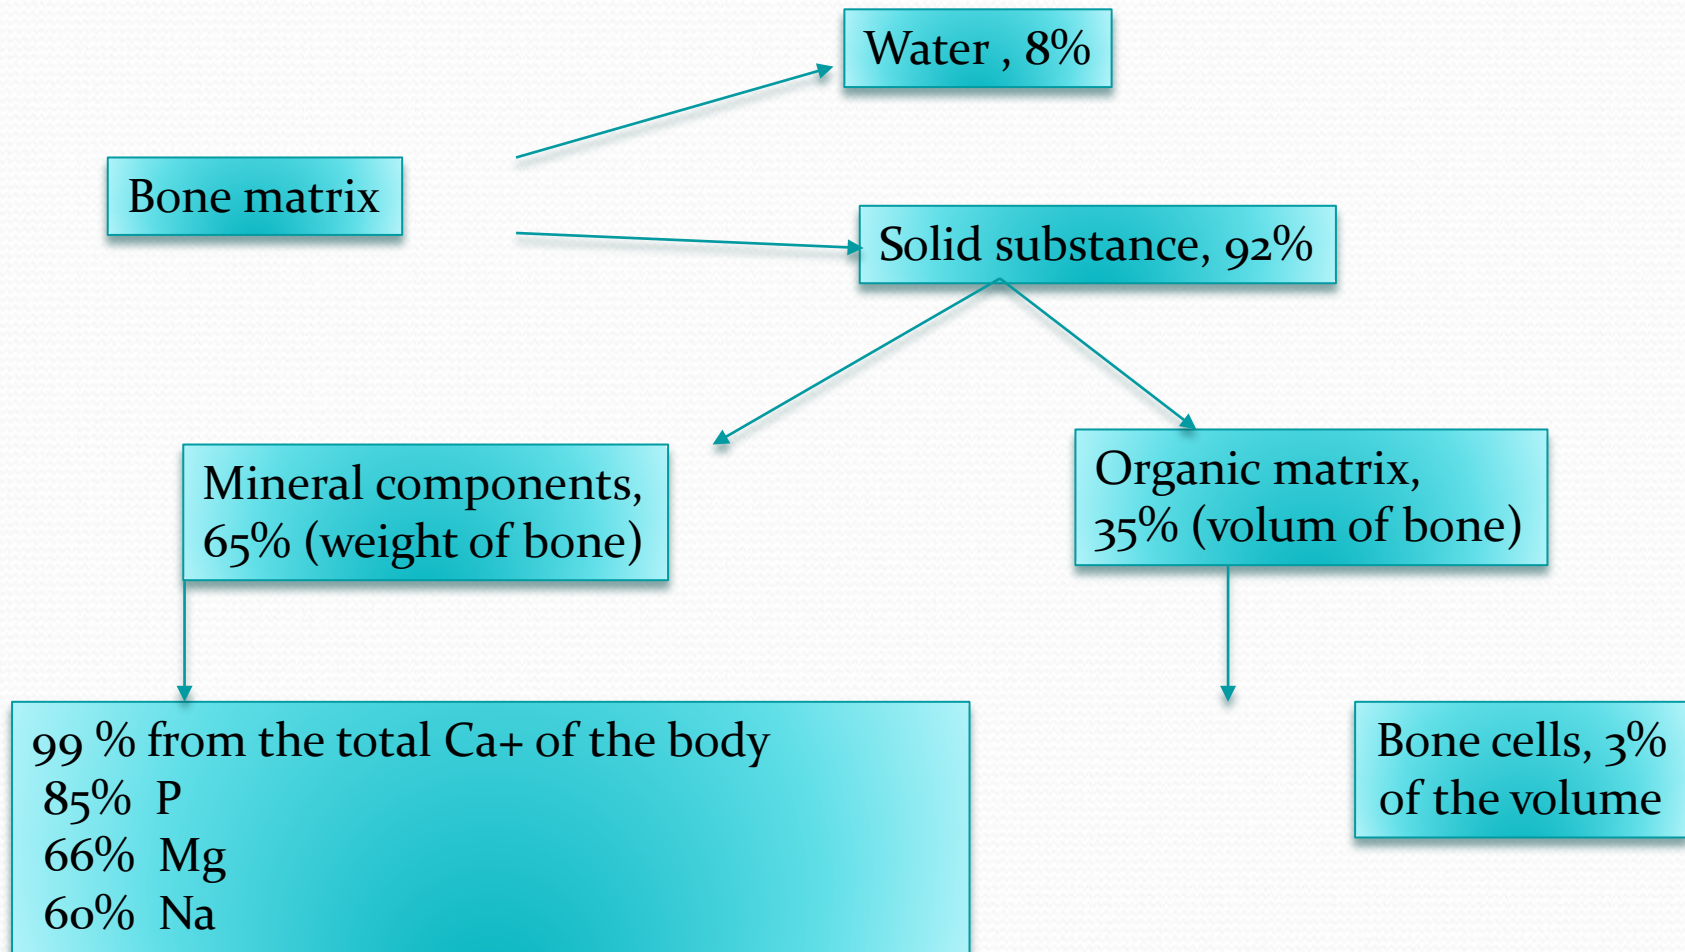 Water , 8%
Bone matrix
Solid substance, 92%
Mineral components,
65% (weight of bone)
Organic matrix,
35% (volum of bone)
99 % from the total Ca+ of the body
85% P
66% Mg
60% Na
Bone cells, 3%
of the volume